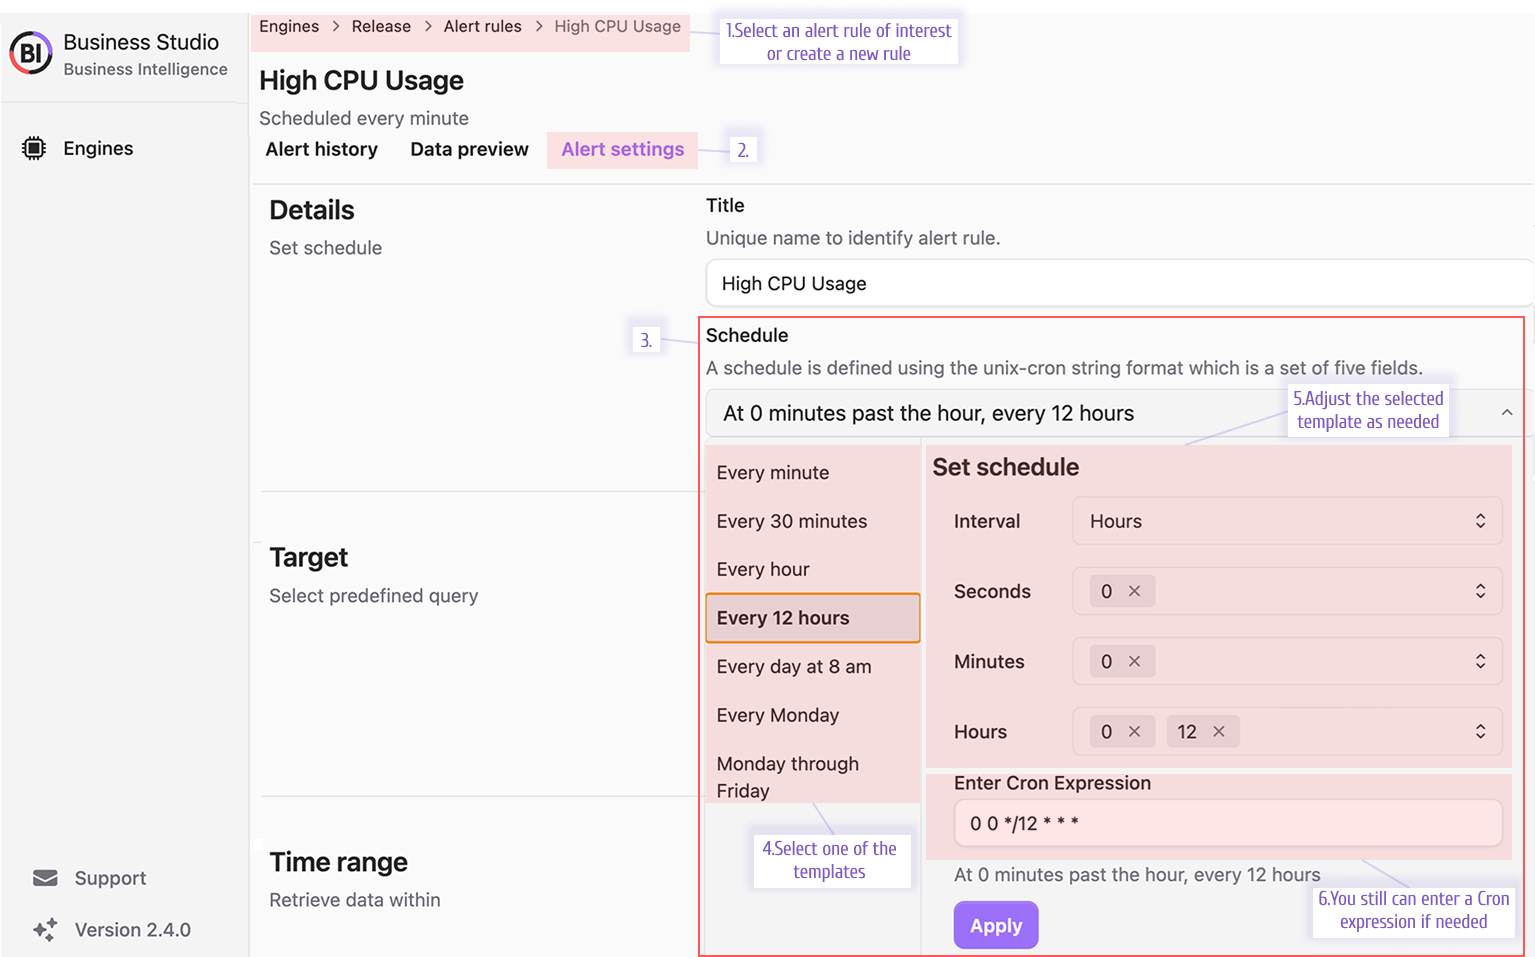 BI
Business Studio
Business Intelligence
Engines
Support
Version 2.4.0
Engines > Release > Alert rules > High CPU Usage
1.Select an alert rule of interest
or create a new rule
High CPU Usage
Scheduled every minute
Alert history Data preview Alert settings
2.
Details
Set schedule
Title
Unique name to identify alert rule.
High CPU Usage
3.
Schedule
A schedule is defined using the unix-cron string format which is a set of five fields.
At 0 minutes past the hour, every 12 hours
5.Adjust the selected
template as needed
Every minute
Every 30 minutes
Every hour
Every 12 hours
Every day at 8 am
Every Monday
Monday through
Friday
4.Select one of the
templates
Set schedule
Interval Hours
Seconds 0 ×
Minutes 0 ×
Hours 0 × 12 ×
Enter Cron Expression
0 0 */12 * * *
At 0 minutes past the hour, every 12 hours
6.You still can enter a Cron
expression if needed
Apply
Target
Select predefined query
Time range
Retrieve data within